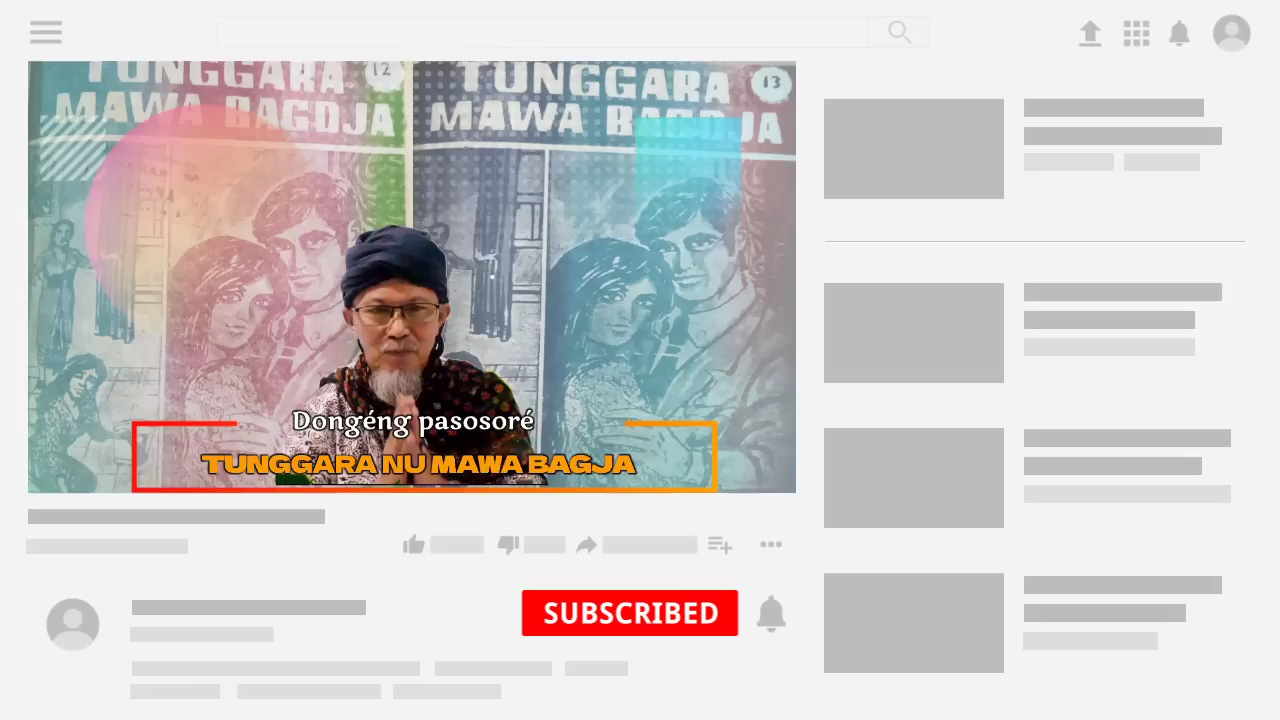 TUNGGARA
12
MAWA BAGDJA
TUNGGARA
13
MAWA BAGDJA
Dongéng pasosoré
TUNGGARA NU MAWA BAGJA
SUBSCRIBED